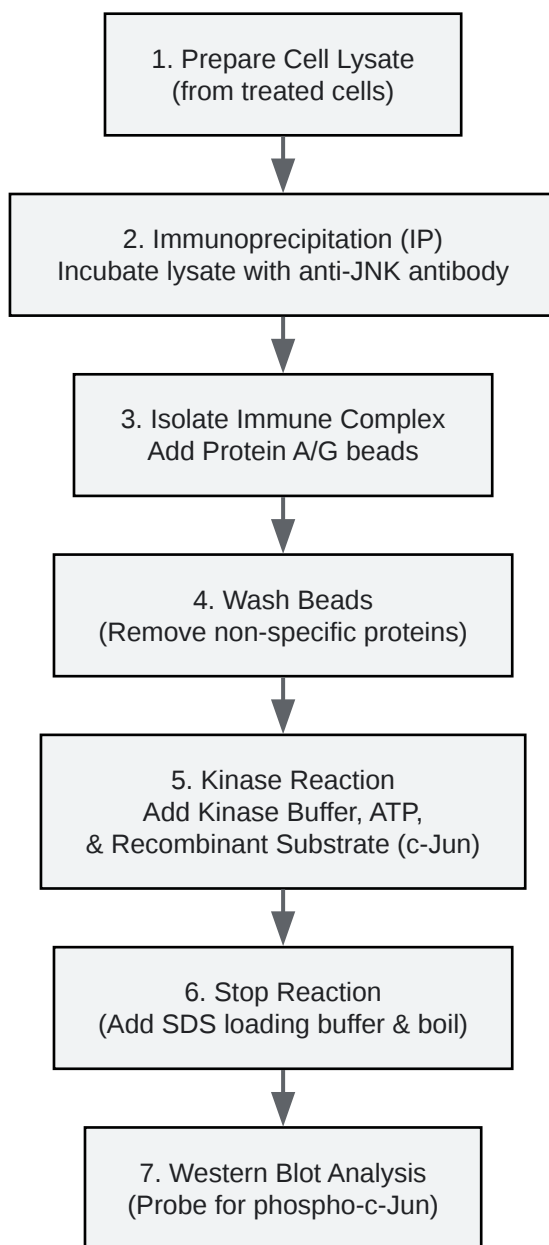 1. Prepare Cell Lysate
(from treated cells)
2. Immunoprecipitation (IP)
Incubate lysate with anti-JNK antibody
3. Isolate Immune Complex
Add Protein A/G beads
4. Wash Beads
(Remove non-specific proteins)
5. Kinase Reaction
Add Kinase Buffer, ATP,
& Recombinant Substrate (c-Jun)
6. Stop Reaction
(Add SDS loading buffer & boil)
7. Western Blot Analysis
(Probe for phospho-c-Jun)